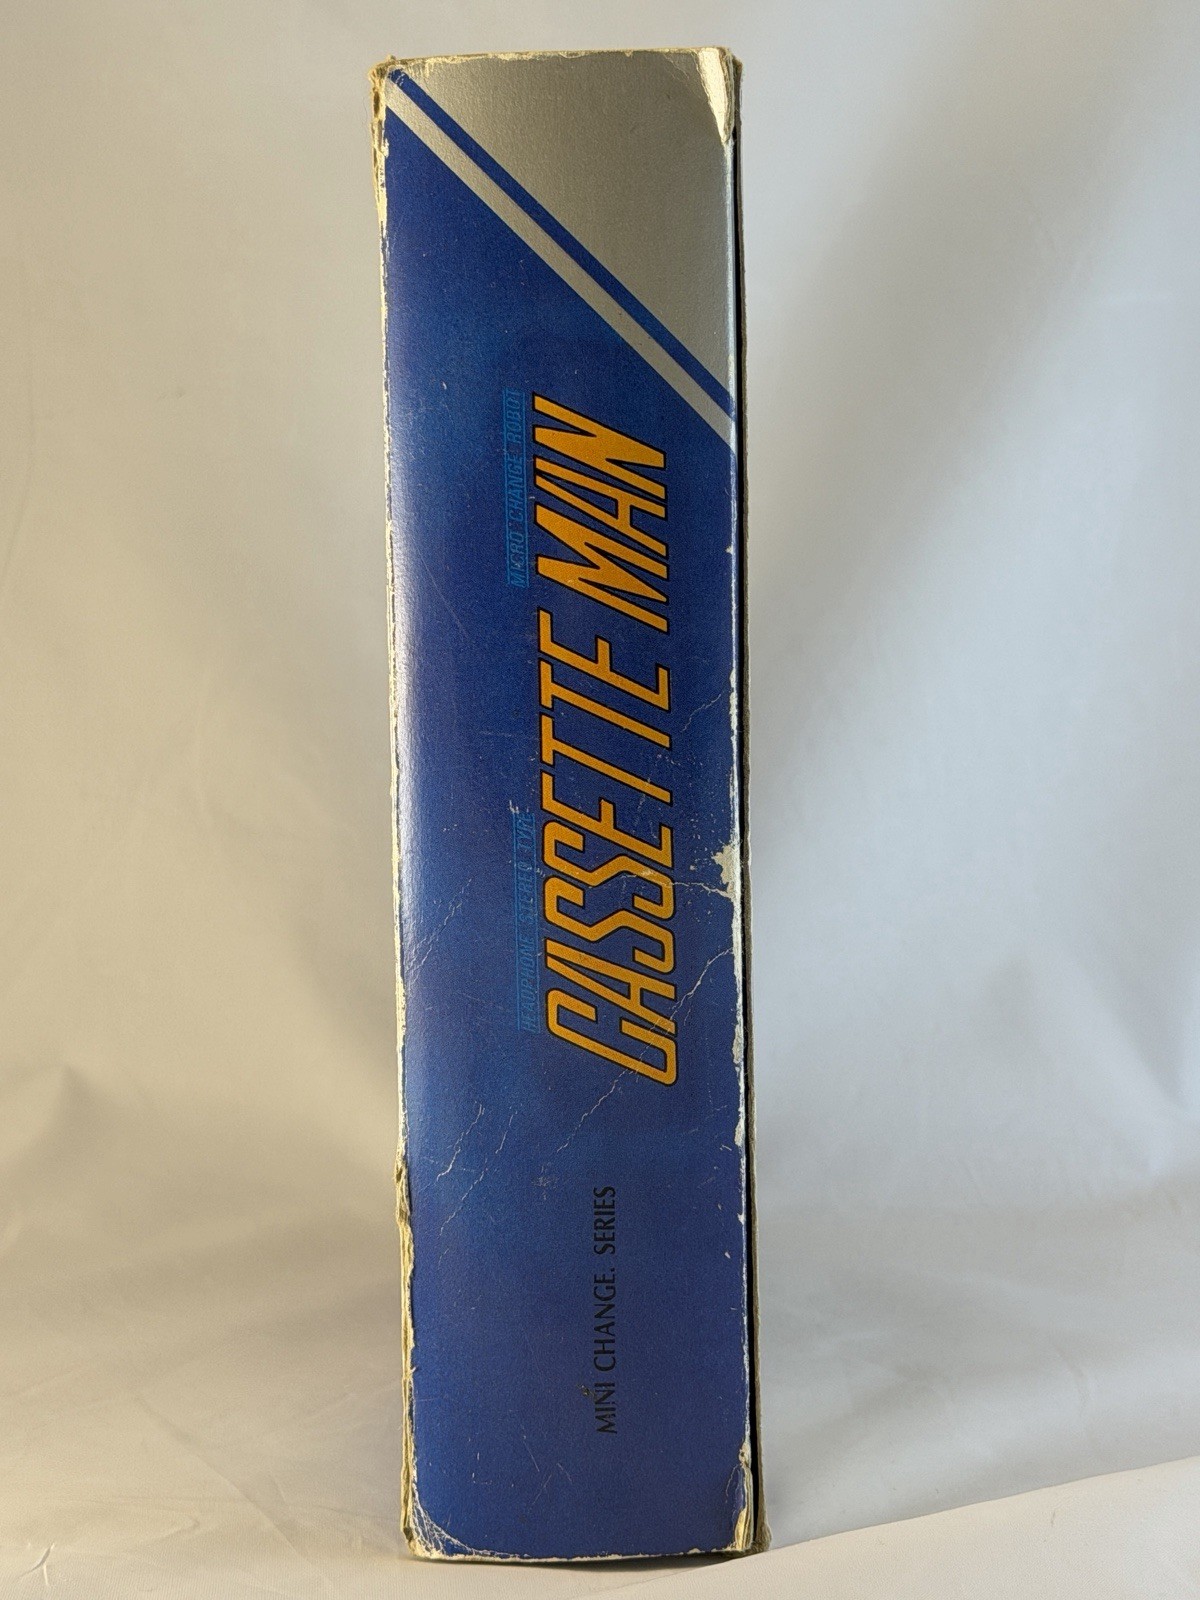 HEADPHONE STEREO TYPE
MICRO CHANGE ROBOT
CASSETTE MAN
MINI CHANGE. SERIES